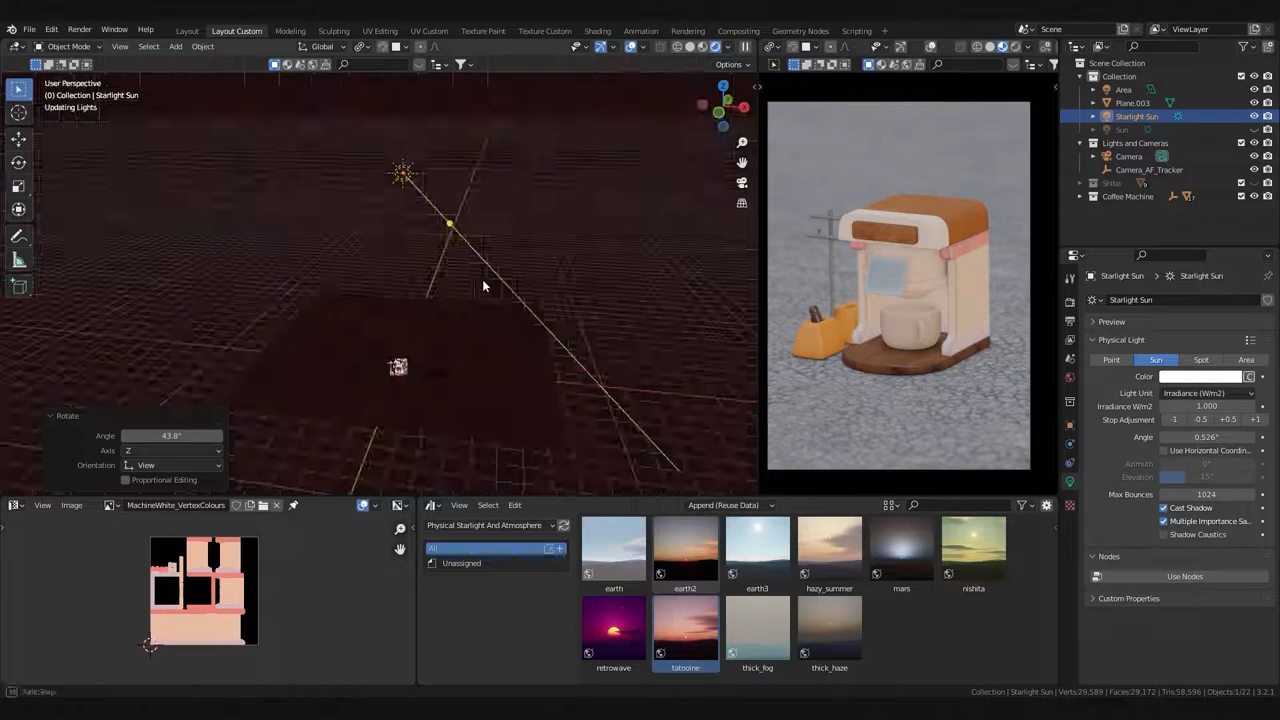 File Edit Render Window Help Layout Layout Custom Modeling Sculpting UV Editing Texture Paint Texture Custom Shading Animation Rendering Compositing Geometry Nodes Scripting Scene ViewLayer
Object Mode View Select Add Object Global
Options
User Perspective
(0) Collection | Starlight Sun
Updating Lights
Z
Rotate
Angle 43.8°
Axis Z
Orientation View
Proportional Editing
Scene Collection
Collection
Area
Plane.003
Starlight Sun
Sun
Lights and Cameras
Camera
Camera_AF_Tracker
Shiba
Coffee Machine
Starlight Sun Starlight Sun
Starlight Sun
Preview
Physical Light
Point Sun Spot Area
Color
Light Unit Irradiance (W/m2)
Irradiance W/m2 1.000
Stop Adjusment -1 -0.5 +0.5 +1
Angle 0.526°
Use Horizontal Coordin...
Azimuth 0°
Elevation 15°
Max Bounces 1024
Cast Shadow
Multiple Importance Sa...
Shadow Caustics
Nodes
Use Nodes
Custom Properties
View Image MachineWhite_VertexColours
View Select Edit Append (Reuse Data)
Physical Starlight And Atmosphere
All
Unassigned
earth earth2 earth3 hazy_summer mars nishita
retrowave tatooine thick_fog thick_haze
Collection | Starlight Sun | Verts:29,589 | Faces:29,172 | Tris:58,596 | Objects:1/22 | 3.2.1